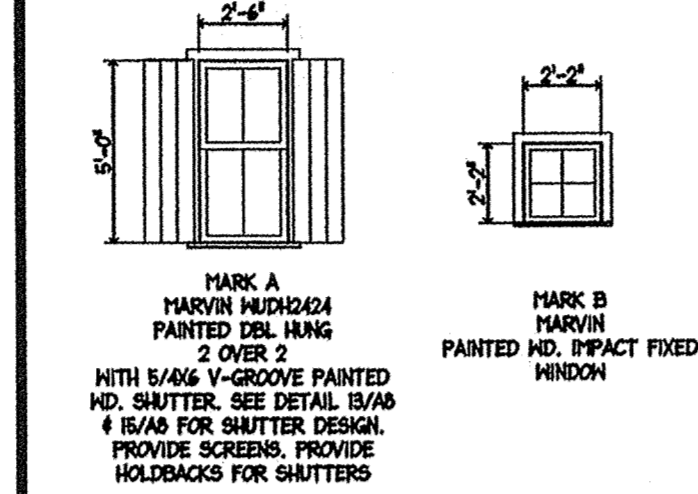 2'-6"
5'-0"
2'-2"
2'-2"
MARK A
MARVIN WUDH2424
PAINTED DBL HUNG
2 OVER 2
WITH 5/4X6 V-GROOVE PAINTED
WD. SHUTTER. SEE DETAIL 13/A8
& 15/A8 FOR SHUTTER DESIGN.
PROVIDE SCREENS. PROVIDE
HOLDBACKS FOR SHUTTERS
MARK B
MARVIN
PAINTED WD. IMPACT FIXED
WINDOW